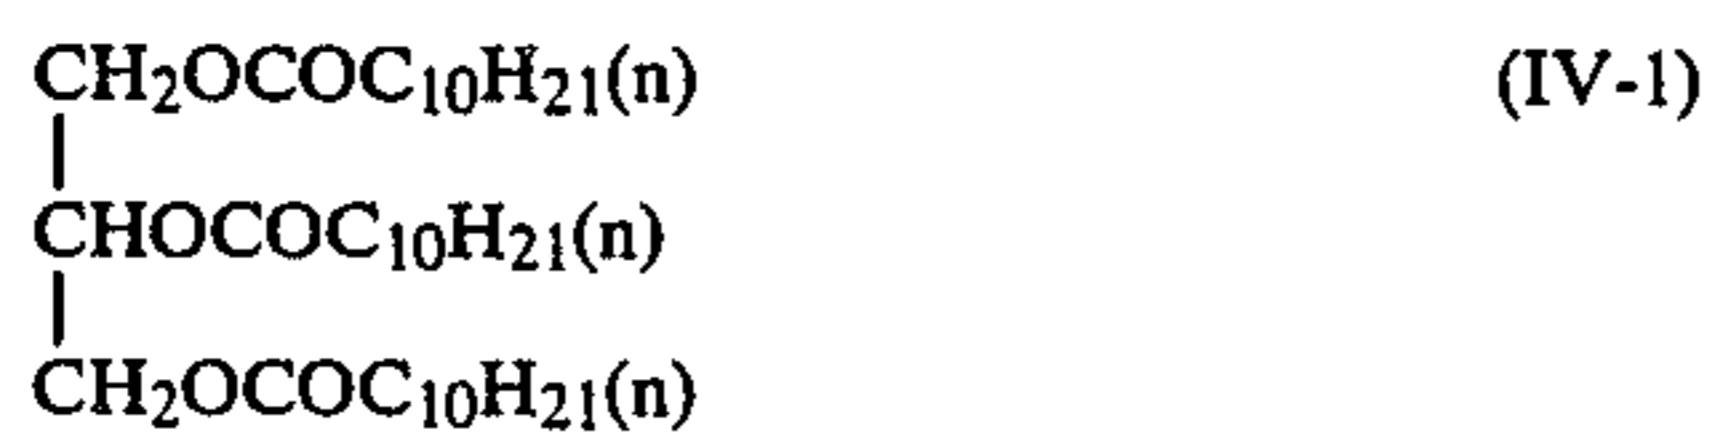 CH₂OCOC₁₀H₂₁(n) (IV-1)
CHOCOC₁₀H₂₁(n)
CH₂OCOC₁₀H₂₁(n)